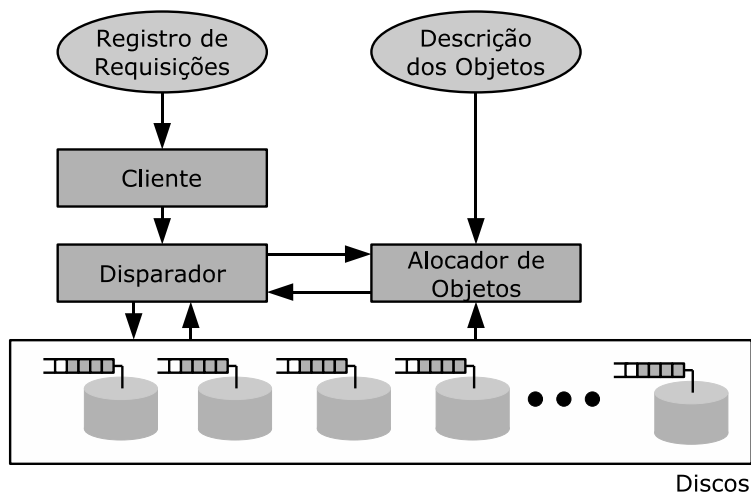 Registro de
Requisições
Descrição
dos Objetos
Cliente
Disparador
Alocador de
Objetos
Discos